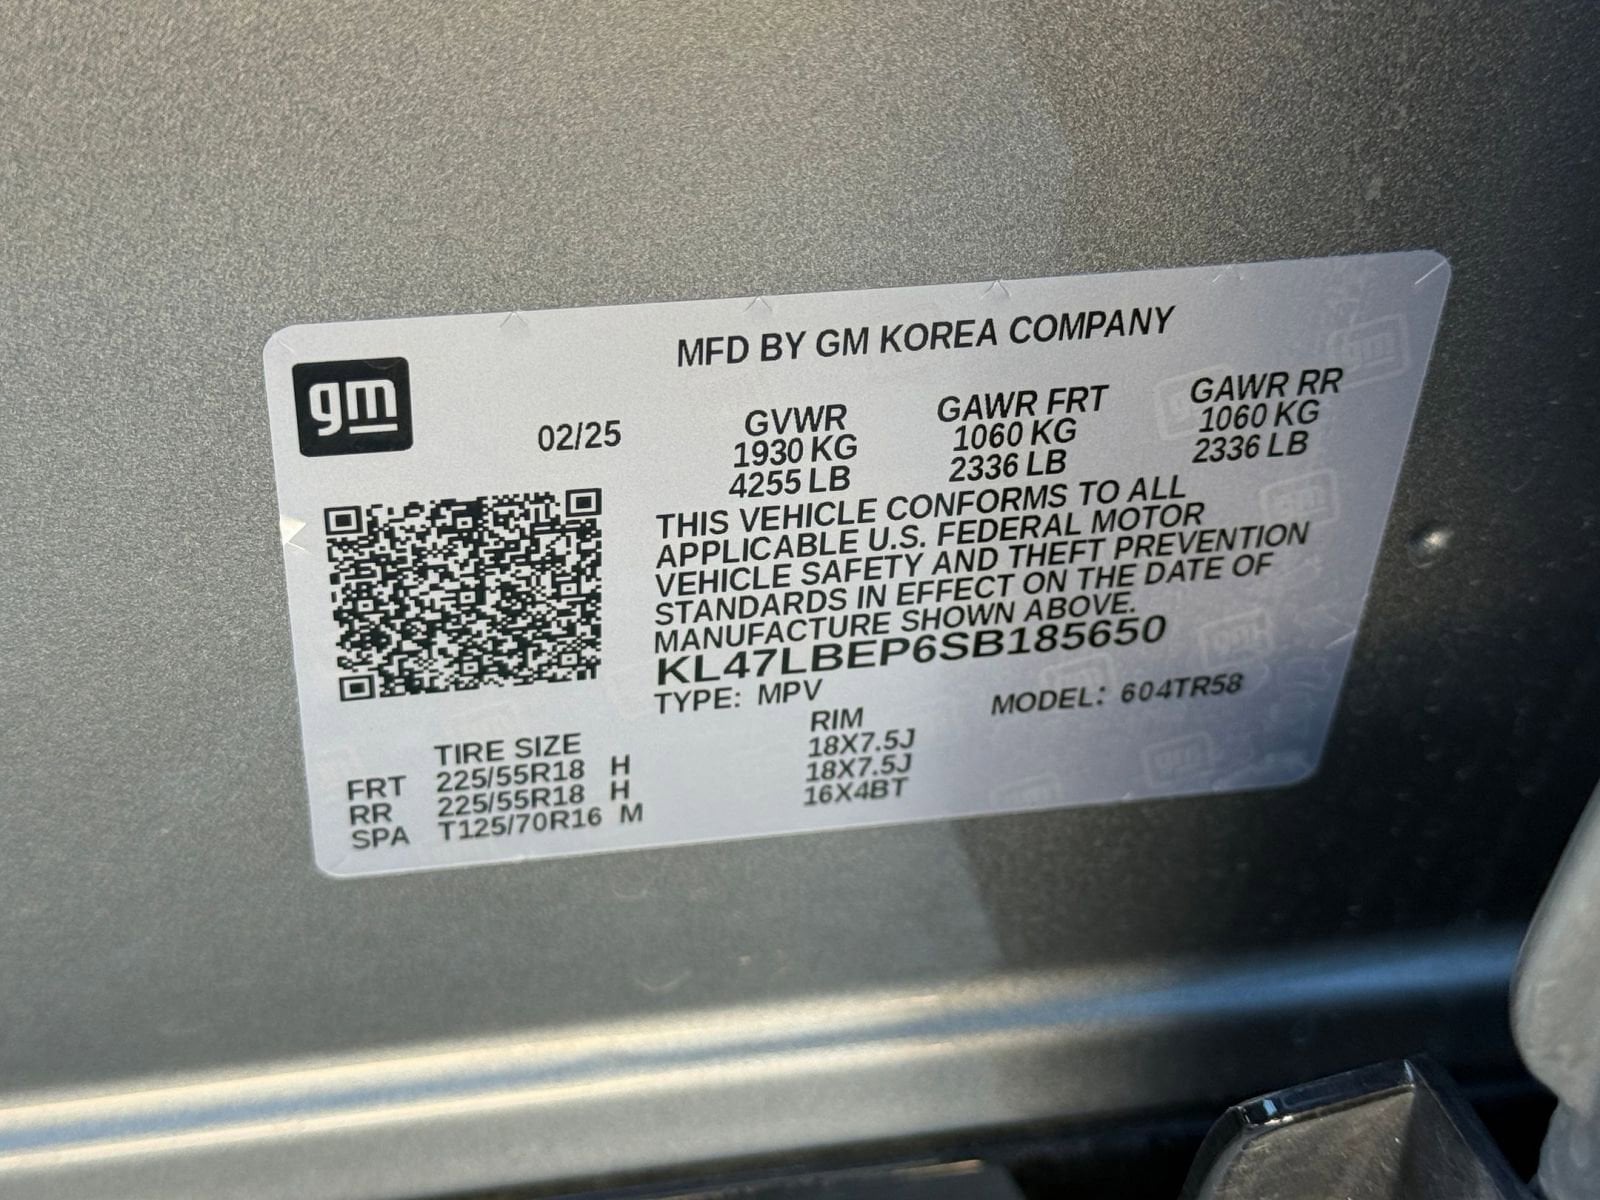 MFD BY GM KOREA COMPANY
gm
02/25
GVWR GAWR FRT GAWR RR
1930 KG 1060 KG 1060 KG
4255 LB 2336 LB 2336 LB
THIS VEHICLE CONFORMS TO ALL
APPLICABLE U.S. FEDERAL MOTOR
VEHICLE SAFETY AND THEFT PREVENTION
STANDARDS IN EFFECT ON THE DATE OF
MANUFACTURE SHOWN ABOVE.
KL47LBEP6SB185650
TYPE: MPV MODEL: 604TR58
TIRE SIZE RIM
FRT 225/55R18 H 18X7.5J
RR 225/55R18 H 18X7.5J
SPA T125/70R16 M 16X4BT